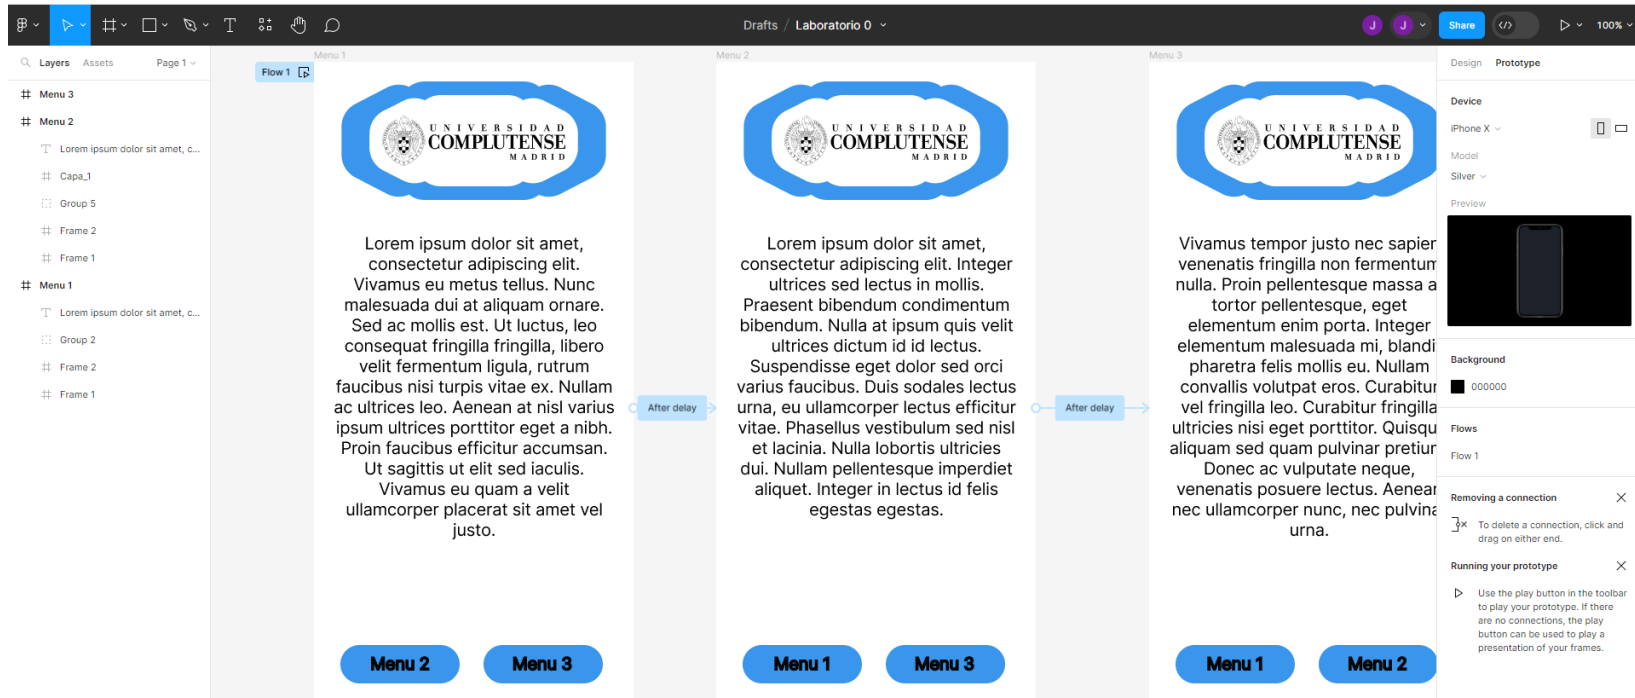 Drafts / Laboratorio 0
J
J
Share
100%
Layers
Assets
Page 1
Menu 3
Menu 2
Lorem ipsum dolor sit amet, c...
Capa_1
Group 5
Frame 2
Frame 1
Menu 1
Lorem ipsum dolor sit amet, c...
Group 2
Frame 2
Frame 1
Flow 1
Menu 1
UNIVERSIDAD
COMPLUTENSE
MADRID
Lorem ipsum dolor sit amet,
consectetur adipiscing elit.
Vivamus eu metus tellus. Nunc
malesuada dui at aliquam ornare.
Sed ac mollis est. Ut luctus, leo
consequat fringilla fringilla, libero
velit fermentum ligula, rutrum
faucibus nisi turpis vitae ex. Nullam
ac ultrices leo. Aenean at nisl varius
ipsum ultrices porttitor eget a nibh.
Proin faucibus efficitur accumsan.
Ut sagittis ut elit sed iaculis.
Vivamus eu quam a velit
ullamcorper placerat sit amet vel
justo.
Menu 2
Menu 3
After delay
Menu 2
UNIVERSIDAD
COMPLUTENSE
MADRID
Lorem ipsum dolor sit amet,
consectetur adipiscing elit. Integer
ultrices sed lectus in mollis.
Praesent bibendum condimentum
bibendum. Nulla at ipsum quis velit
ultrices dictum id id lectus.
Suspendisse eget dolor sed orci
varius faucibus. Duis sodales lectus
urna, eu ullamcorper lectus efficitur
vitae. Phasellus vestibulum sed nisl
et lacinia. Nulla lobortis ultricies
dui. Nullam pellentesque imperdiet
aliquet. Integer in lectus id felis
egestas egestas.
Menu 1
Menu 3
After delay
Menu 3
UNIVERSIDAD
COMPLUTENSE
MADRID
Vivamus tempor justo nec sapien
venenatis fringilla non fermentum
nulla. Proin pellentesque massa a
tortor pellentesque, eget
elementum enim porta. Integer
elementum malesuada mi, blandi
pharetra felis mollis eu. Nullam
convallis volutpat eros. Curabitur
vel fringilla leo. Curabitur fringilla
ultricies nisi eget porttitor. Quisqu
aliquam sed quam pulvinar pretium
Donec ac vulputate neque,
venenatis posuere lectus. Aenean
nec ullamcorper nunc, nec pulvina
urna.
Menu 1
Menu 2
Design
Prototype
Device
iPhone X
Model
Silver
Preview
Background
000000
Flows
Flow 1
Removing a connection
To delete a connection, click and
drag on either end.
Running your prototype
Use the play button in the toolbar
to play your prototype. If there
are no connections, the play
button can be used to play a
presentation of your frames.